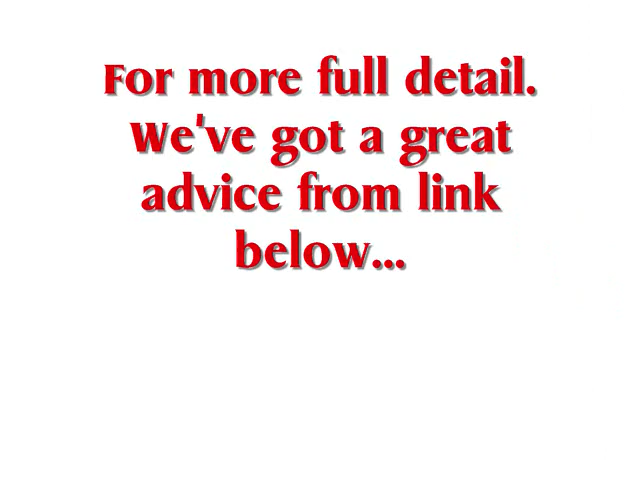 For more full detail.
We've got a great
advice from link
below...